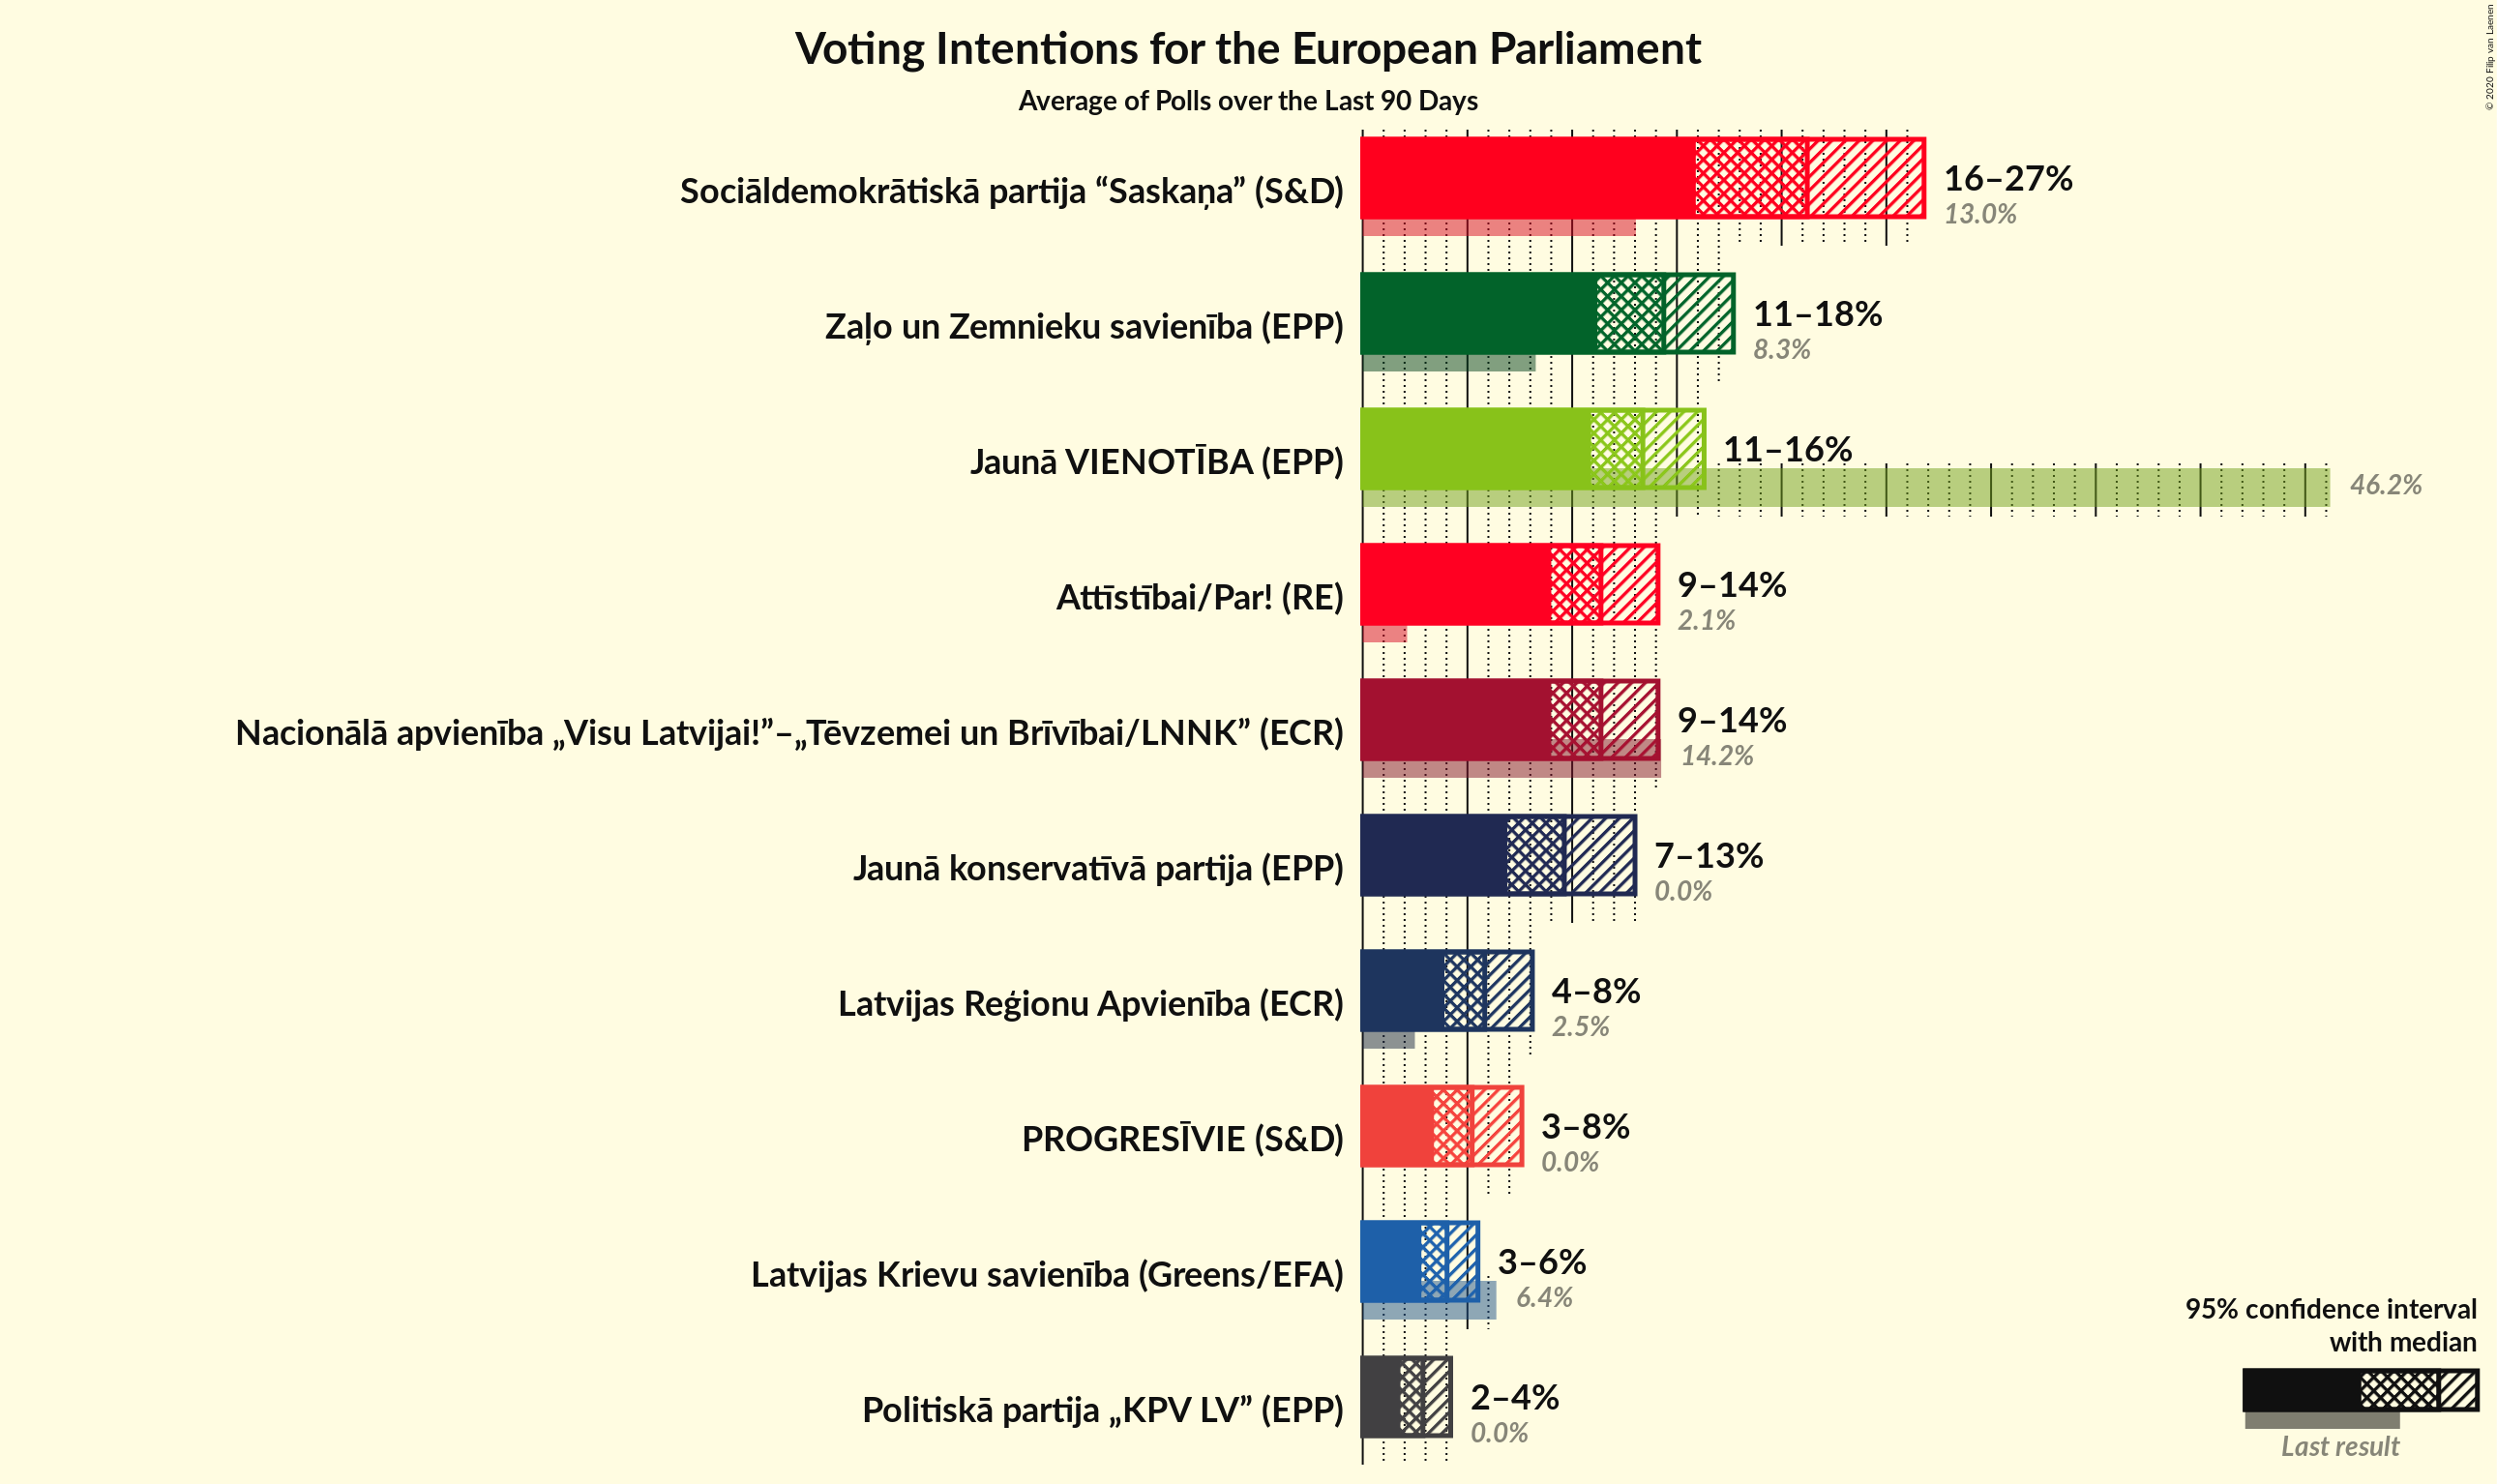 Voting Intentions for the European Parliament
Average of Polls over the Last 90 Days
© 2020 Filip van Laenen
Sociāldemokrātiskā partija “Saskaņa” (S&D)
16–27%
13.0%
Zaļo un Zemnieku savienība (EPP)
11–18%
8.3%
Jaunā VIENOTĪBA (EPP)
11–16%
46.2%
Attīstībai/Par! (RE)
9–14%
2.1%
Nacionālā apvienība „Visu Latvijai!”–„Tēvzemei un Brīvībai/LNNK” (ECR)
9–14%
14.2%
Jaunā konservatīvā partija (EPP)
7–13%
0.0%
Latvijas Reģionu Apvienība (ECR)
4–8%
2.5%
PROGRESĪVIE (S&D)
3–8%
0.0%
Latvijas Krievu savienība (Greens/EFA)
3–6%
6.4%
Politiskā partija „KPV LV” (EPP)
2–4%
0.0%
95% confidence interval
with median
Last result